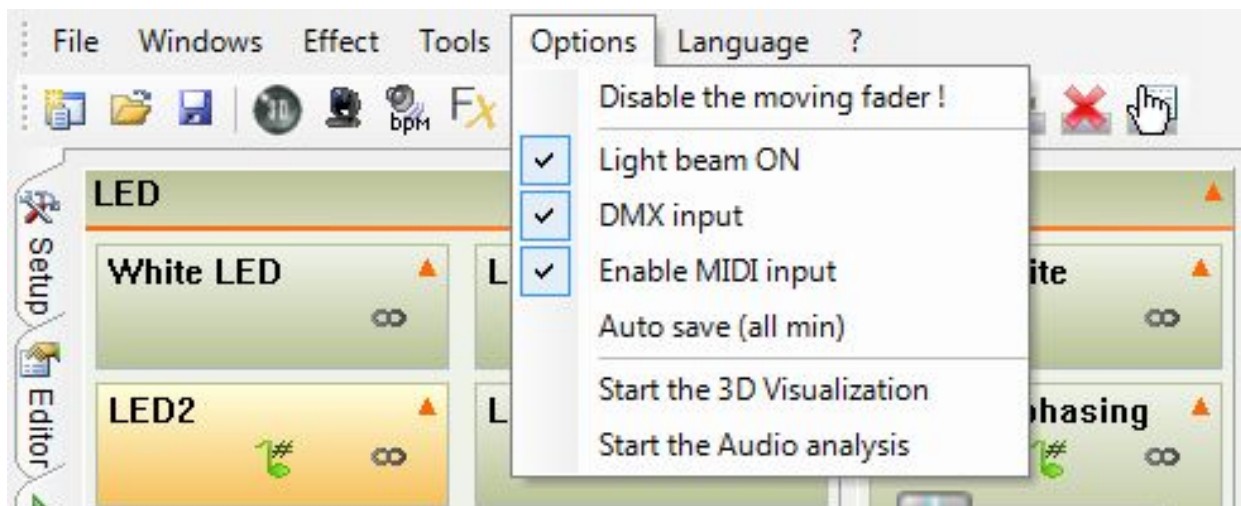 File Windows Effect Tools Options Language ?
3D bpm Fx
Disable the moving fader !
Light beam ON
DMX input
Enable MIDI input
Auto save (all min)
Start the 3D Visualization
Start the Audio analysis
Setup
Editor
LED
White LED
LED2